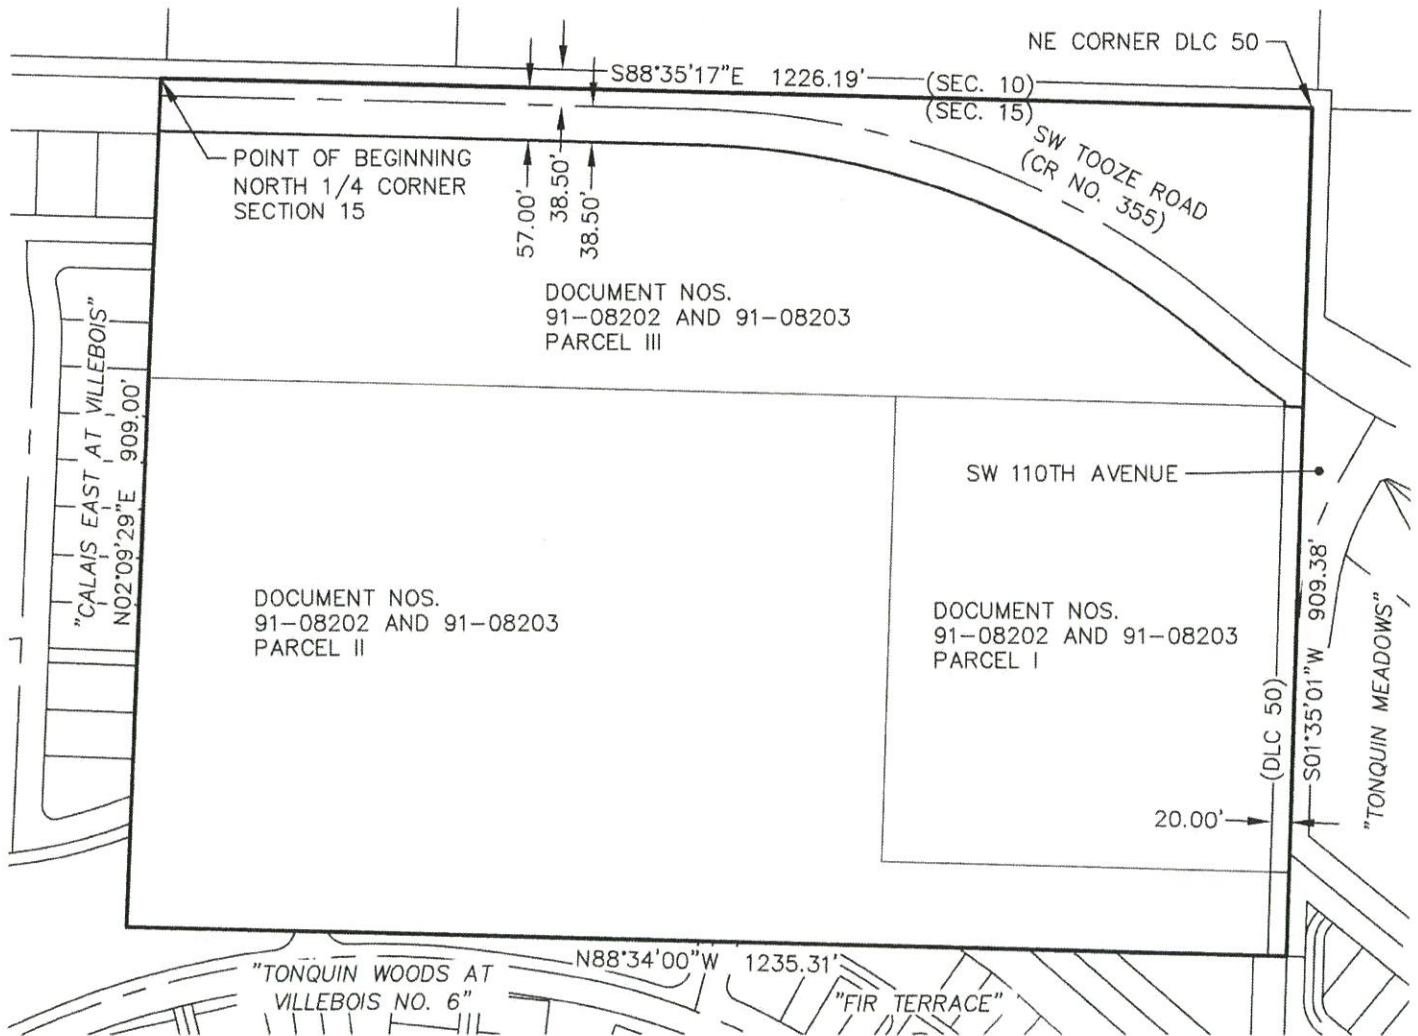 NE CORNER DLC 50
S88°35'17"E 1226.19'
(SEC. 10)
(SEC. 15)
SW TOOZE ROAD
(CR NO. 355)
POINT OF BEGINNING
NORTH 1/4 CORNER
SECTION 15
57.00'
38.50'
38.50'
DOCUMENT NOS.
91-08202 AND 91-08203
PARCEL III
"CALAIS EAST AT VILLEBOIS"
N02°09'29"E 909.00'
SW 110TH AVENUE
DOCUMENT NOS.
91-08202 AND 91-08203
PARCEL II
DOCUMENT NOS.
91-08202 AND 91-08203
PARCEL I
(DLC 50)
S01°35'01"W 909.38'
"TONQUIN MEADOWS"
20.00'
N88°34'00"W 1235.31'
"TONQUIN WOODS AT
VILLEBOIS NO. 6"
"FIR TERRACE"